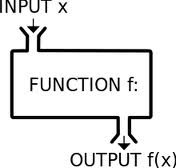 INPUT x
FUNCTION f:
OUTPUT f(x)